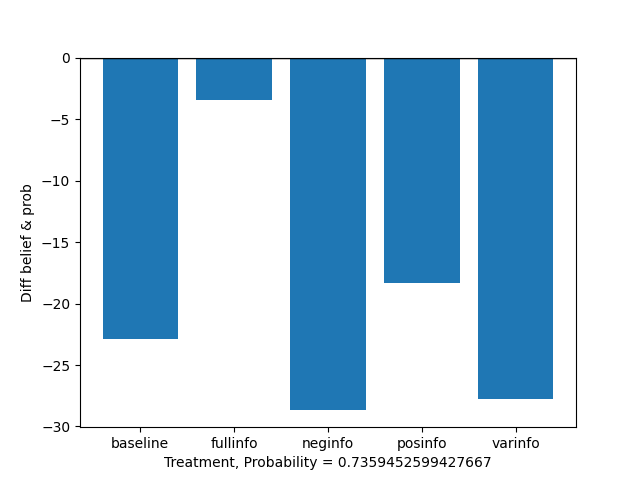 0
−5
−10
−15
−20
−25
−30
Diff belief & prob
baseline fullinfo neginfo posinfo varinfo
Treatment, Probability = 0.7359452599427667